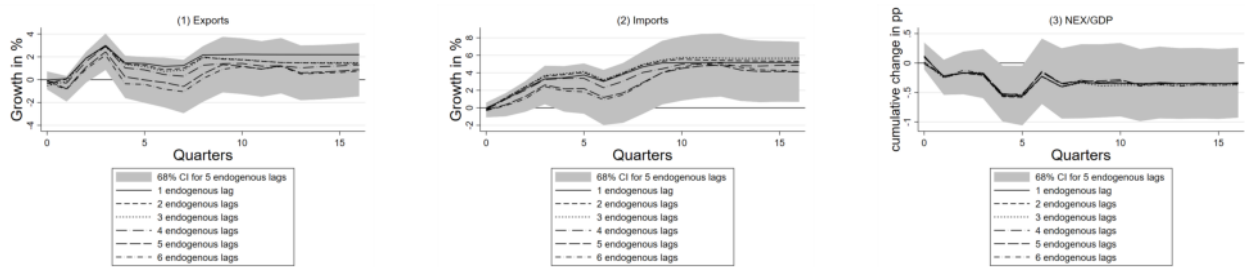 (1) Exports
Growth in %
4
2
0
-2
-4
0
5
10
15
Quarters
68% CI for 5 endogenous lags
1 endogenous lag
2 endogenous lags
3 endogenous lags
4 endogenous lags
5 endogenous lags
6 endogenous lags
(2) Imports
Growth in %
8
6
4
2
0
-2
0
5
10
15
Quarters
68% CI for 5 endogenous lags
1 endogenous lag
2 endogenous lags
3 endogenous lags
4 endogenous lags
5 endogenous lags
6 endogenous lags
(3) NEX/GDP
cumulative change in pp
.5
0
-.5
-1
0
5
10
15
Quarters
68% CI for 5 endogenous lags
1 endogenous lag
2 endogenous lags
3 endogenous lags
4 endogenous lags
5 endogenous lags
6 endogenous lags